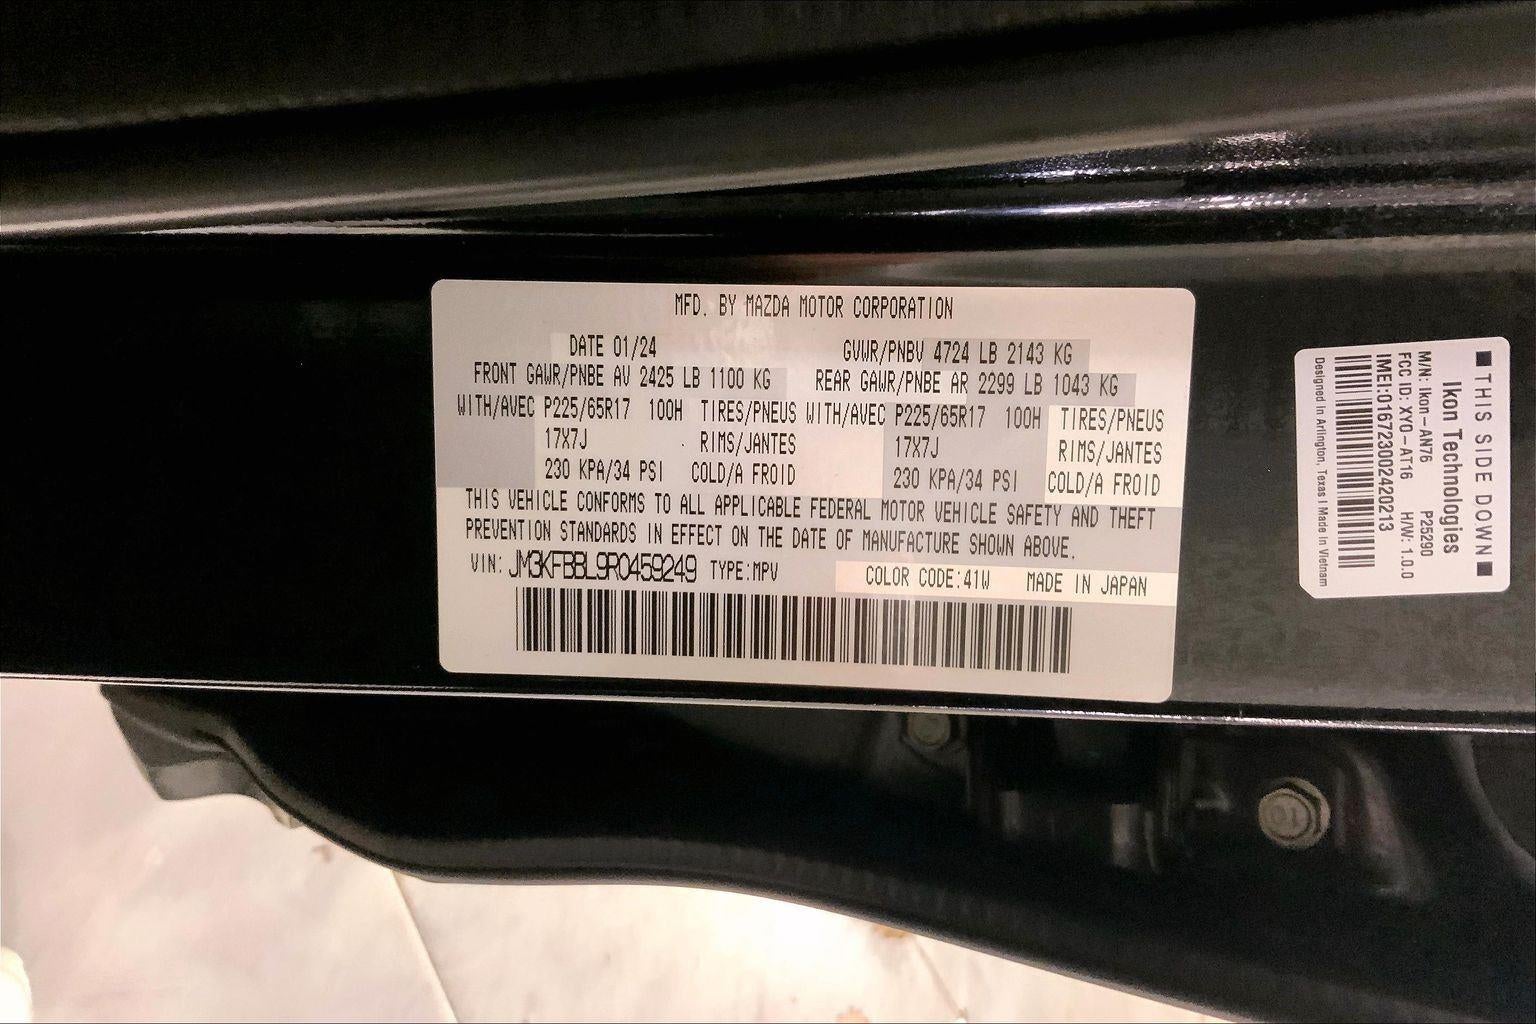 MFD. BY MAZDA MOTOR CORPORATION
DATE 01/24 GVWR/PNBV 4724 LB 2143 KG
FRONT GAWR/PNBE AV 2425 LB 1100 KG REAR GAWR/PNBE AR 2299 LB 1043 KG
WITH/AVEC P225/65R17 100H TIRES/PNEUS WITH/AVEC P225/65R17 100H TIRES/PNEUS
17X7J RIMS/JANTES 17X7J RIMS/JANTES
230 KPA/34 PSI COLD/A FROID 230 KPA/34 PSI COLD/A FROID
THIS VEHICLE CONFORMS TO ALL APPLICABLE FEDERAL MOTOR VEHICLE SAFETY AND THEFT
PREVENTION STANDARDS IN EFFECT ON THE DATE OF MANUFACTURE SHOWN ABOVE.
VIN: JM3KFBBL9R0459249 TYPE:MPV COLOR CODE:41W MADE IN JAPAN
THIS SIDE DOWN
Ikon Technologies
M/N: Ikon-AN76 P25290
FCC ID: XYO-AT16 H/W: 1.0.0
IMEI:016723002420213
Designed in Arlington, Texas | Made in Vietnam